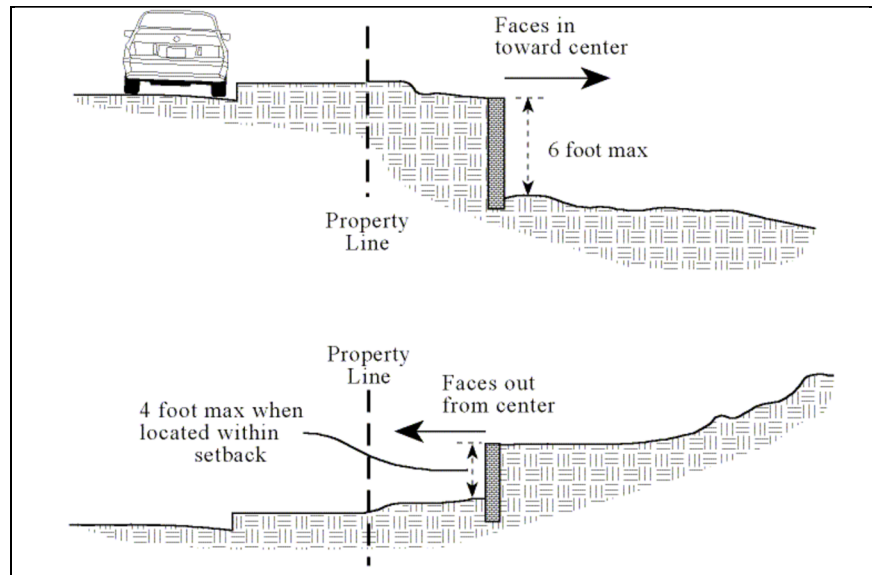 Faces in
toward center
6 foot max
Property
Line
Property
Line
Faces out
from center
4 foot max when
located within
setback